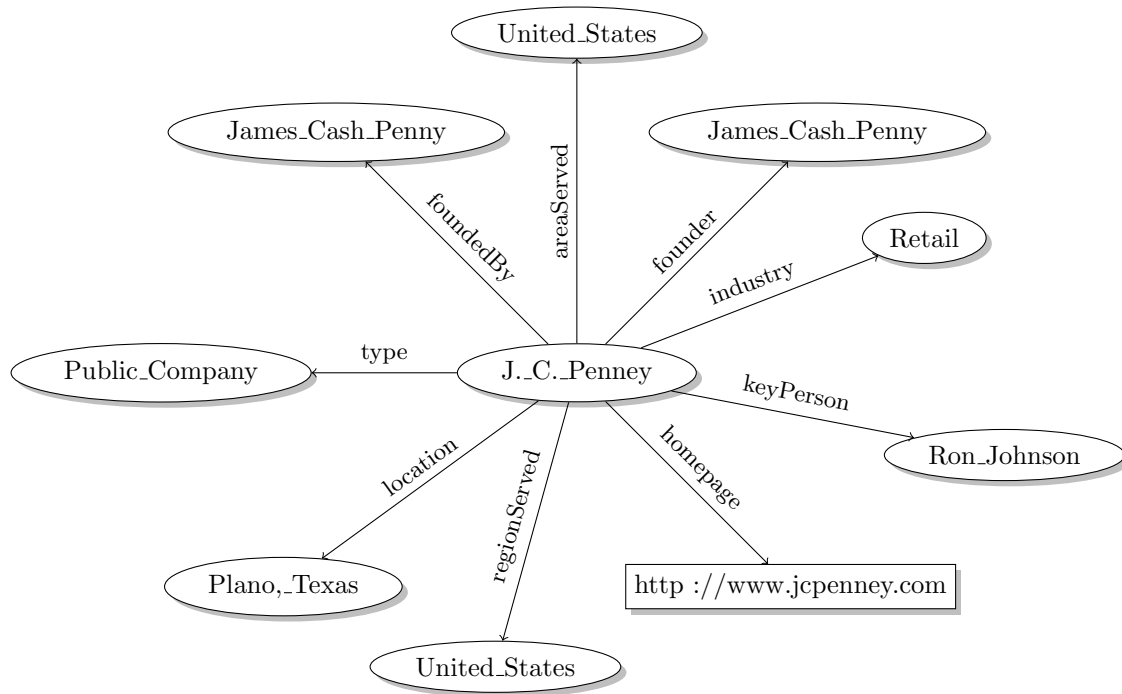 United_States
James_Cash_Penny
James_Cash_Penny
areaServed
foundedBy
founder
Retail
industry
type
Public_Company
J._C._Penney
keyPerson
Ron_Johnson
location
homepage
regionServed
Plano,_Texas
http ://www.jcpenney.com
United_States